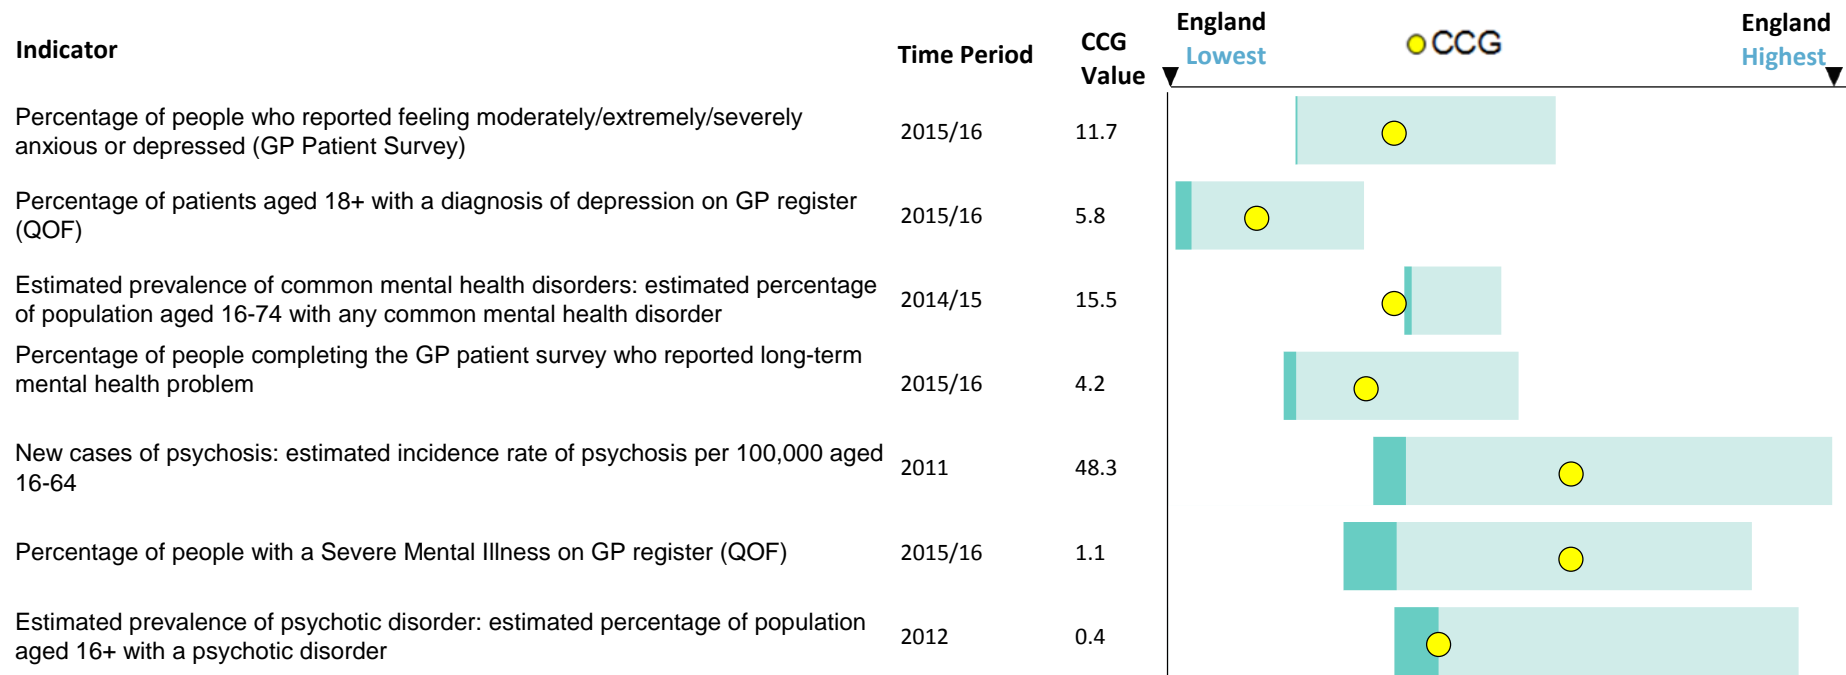 Indicator
Time Period
CCG
Value
England
Lowest
CCG
England
Highest
Percentage of people who reported feeling moderately/extremely/severely
anxious or depressed (GP Patient Survey)
2015/16
11.7
Percentage of patients aged 18+ with a diagnosis of depression on GP register
(QOF)
2015/16
5.8
Estimated prevalence of common mental health disorders: estimated percentage
of population aged 16-74 with any common mental health disorder
2014/15
15.5
Percentage of people completing the GP patient survey who reported long-term
mental health problem
2015/16
4.2
New cases of psychosis: estimated incidence rate of psychosis per 100,000 aged
16-64
2011
48.3
Percentage of people with a Severe Mental Illness on GP register (QOF)
2015/16
1.1
Estimated prevalence of psychotic disorder: estimated percentage of population
aged 16+ with a psychotic disorder
2012
0.4